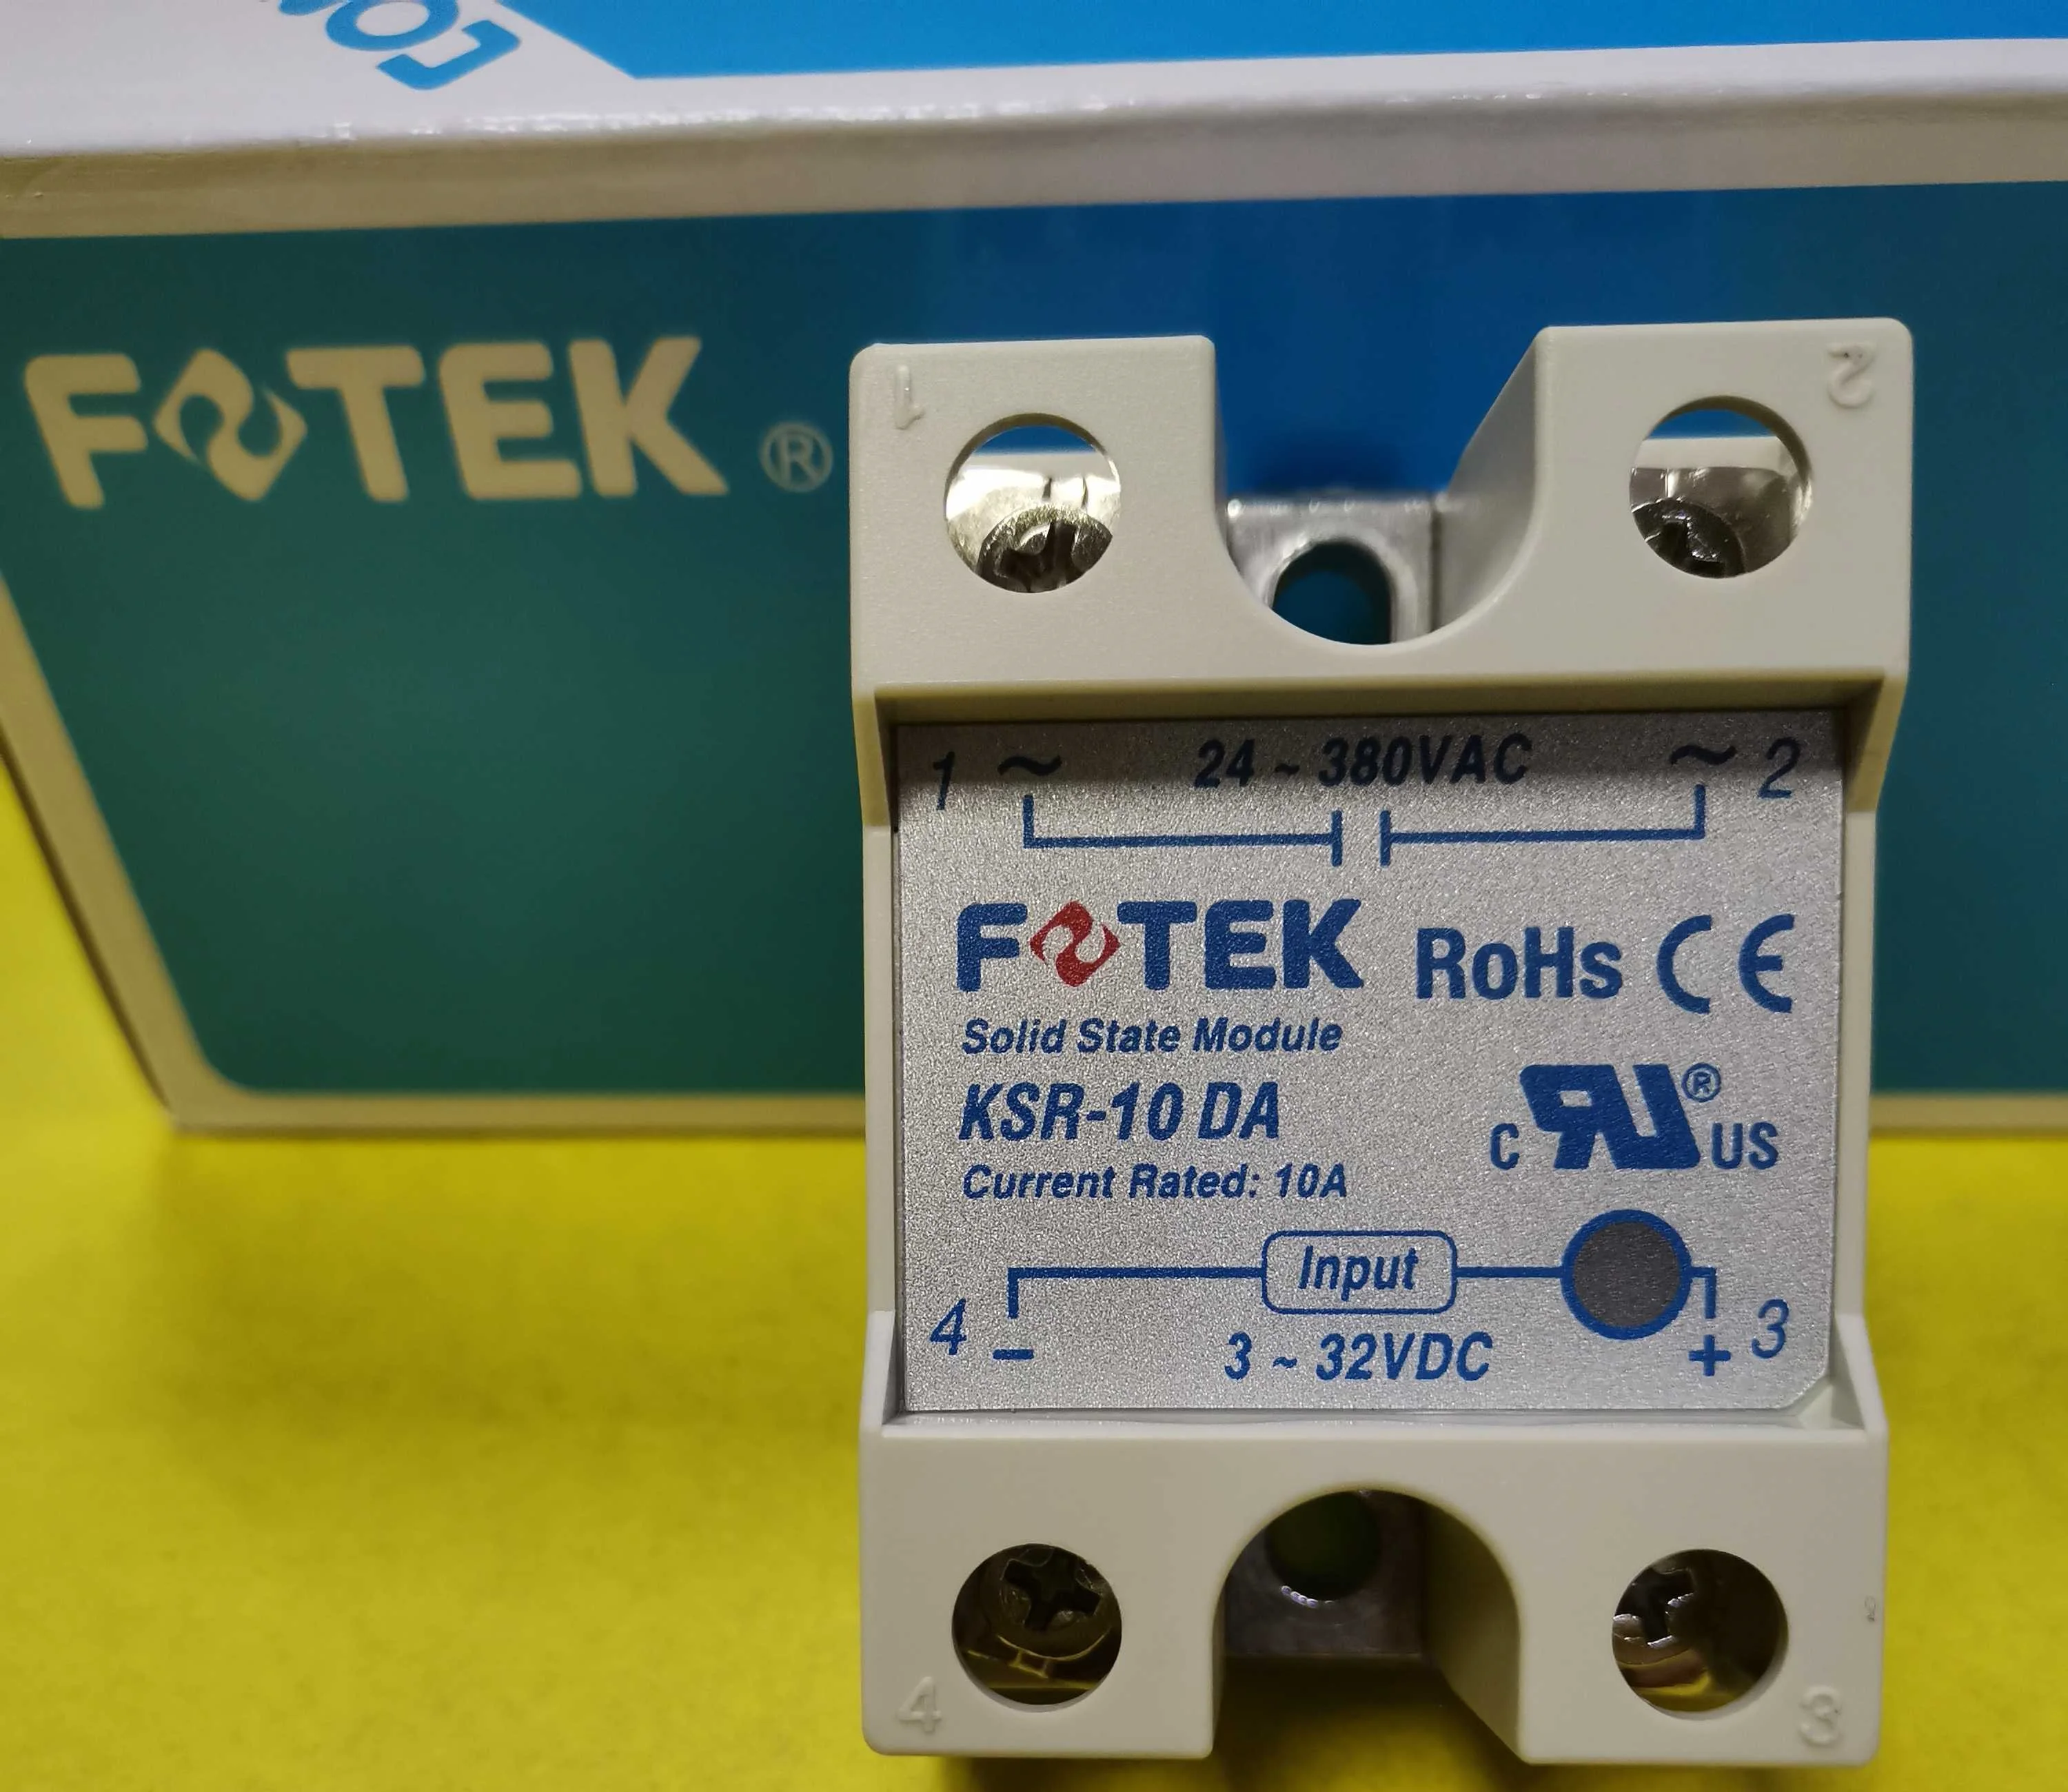 FOTEK ®
1 2
1 ~ 24 ~ 380VAC ~ 2
FOTEK RoHs CE
Solid State Module
KSR-10 DA
Current Rated: 10A
c RU ® US
Input
4 - 3 ~ 32VDC + 3
4 3